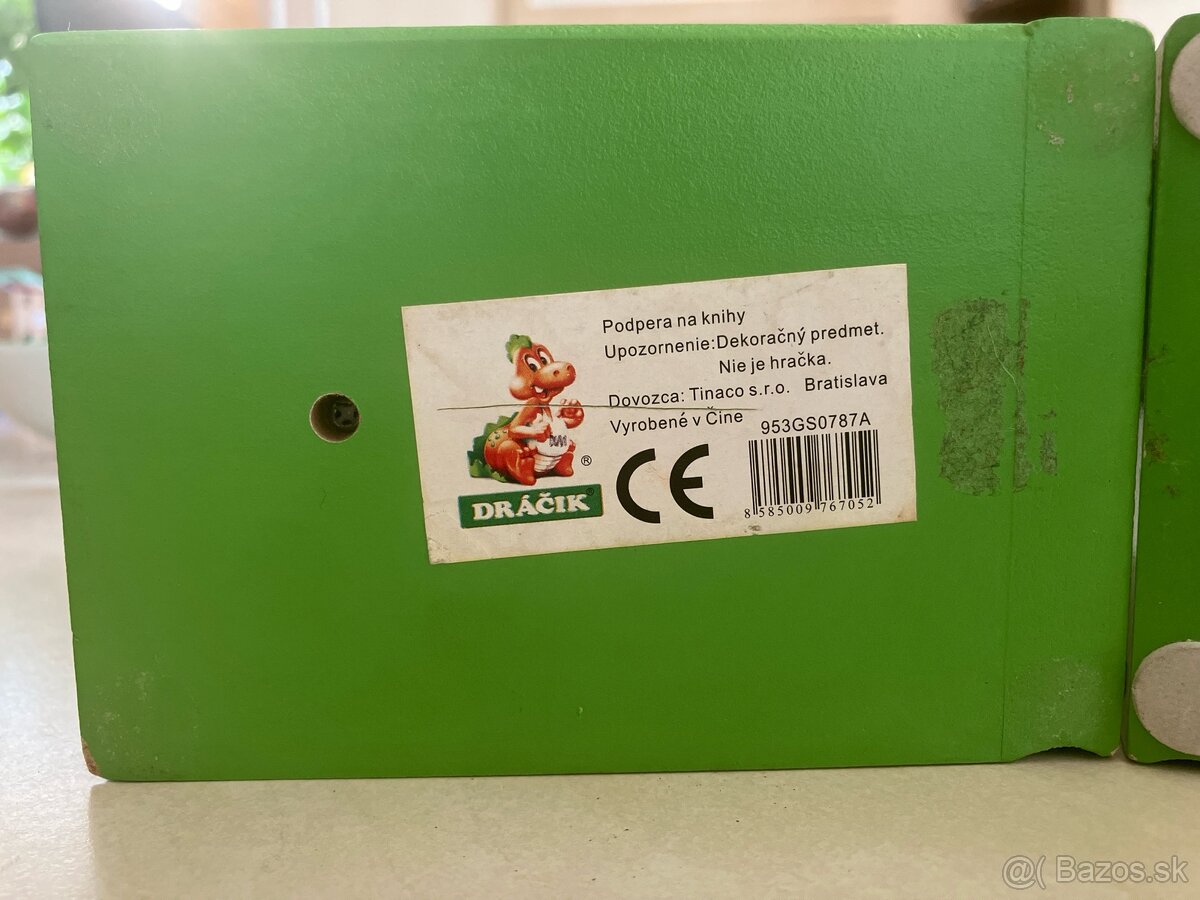 Podpera na knihy
Upozornenie:Dekoračný predmet.
Nie je hračka.
Dovozca: Tinaco s.r.o. Bratislava
Vyrobené v Číne
953GS0787A
CE
8 585009 767052
®
DRÁČIK®
@( Bazos.sk